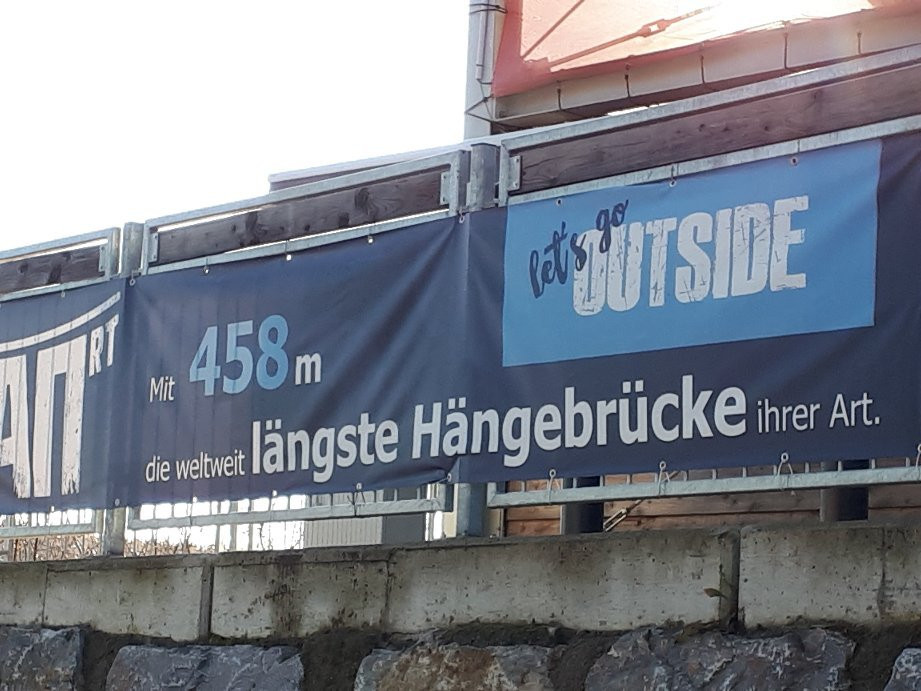 let's go
OUTSIDE
RT
Mit 458 m
die weltweit längste Hängebrücke ihrer Art.